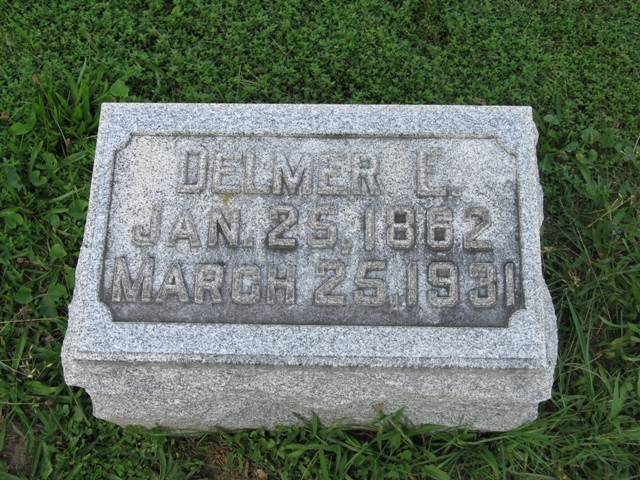 DELMER E.
JAN. 25, 1862
MARCH 25, 1931